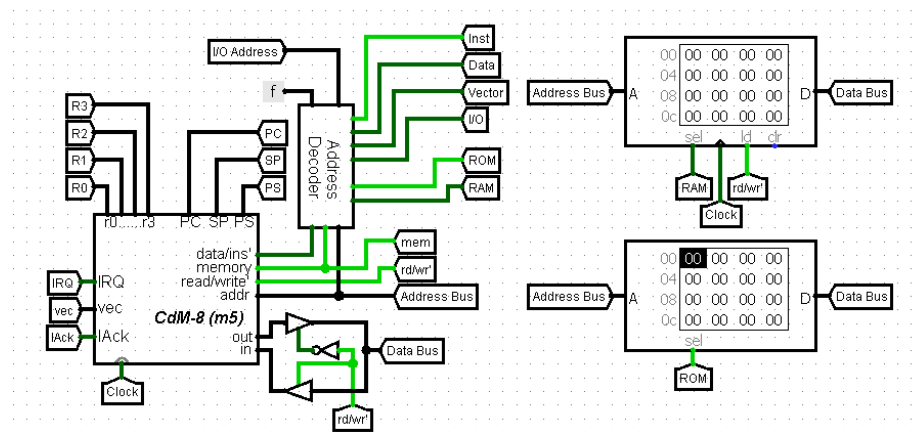 I/O Address
Inst
Data
Vector
I/O
ROM
RAM
f
Address
Decoder
R3
R2
R1
R0
PC
SP
PS
r0......r3 PC SP PS
data/ins'
memory
read/write'
addr
mem
rd/wr'
Address Bus
IRQ
IRQ
vec
vec
IAck
IAck
CdM-8 (m5)
out
in
Data Bus
Clock
rd/wr'
Address Bus
A
00 00 00 00 00
04 00 00 00 00
08 00 00 00 00
0c 00 00 00 00
D
Data Bus
sel
ld
clr
RAM
rd/wr'
Clock
Address Bus
A
00 00 00 00 00
04 00 00 00 00
08 00 00 00 00
0c 00 00 00 00
D
Data Bus
sel
ROM